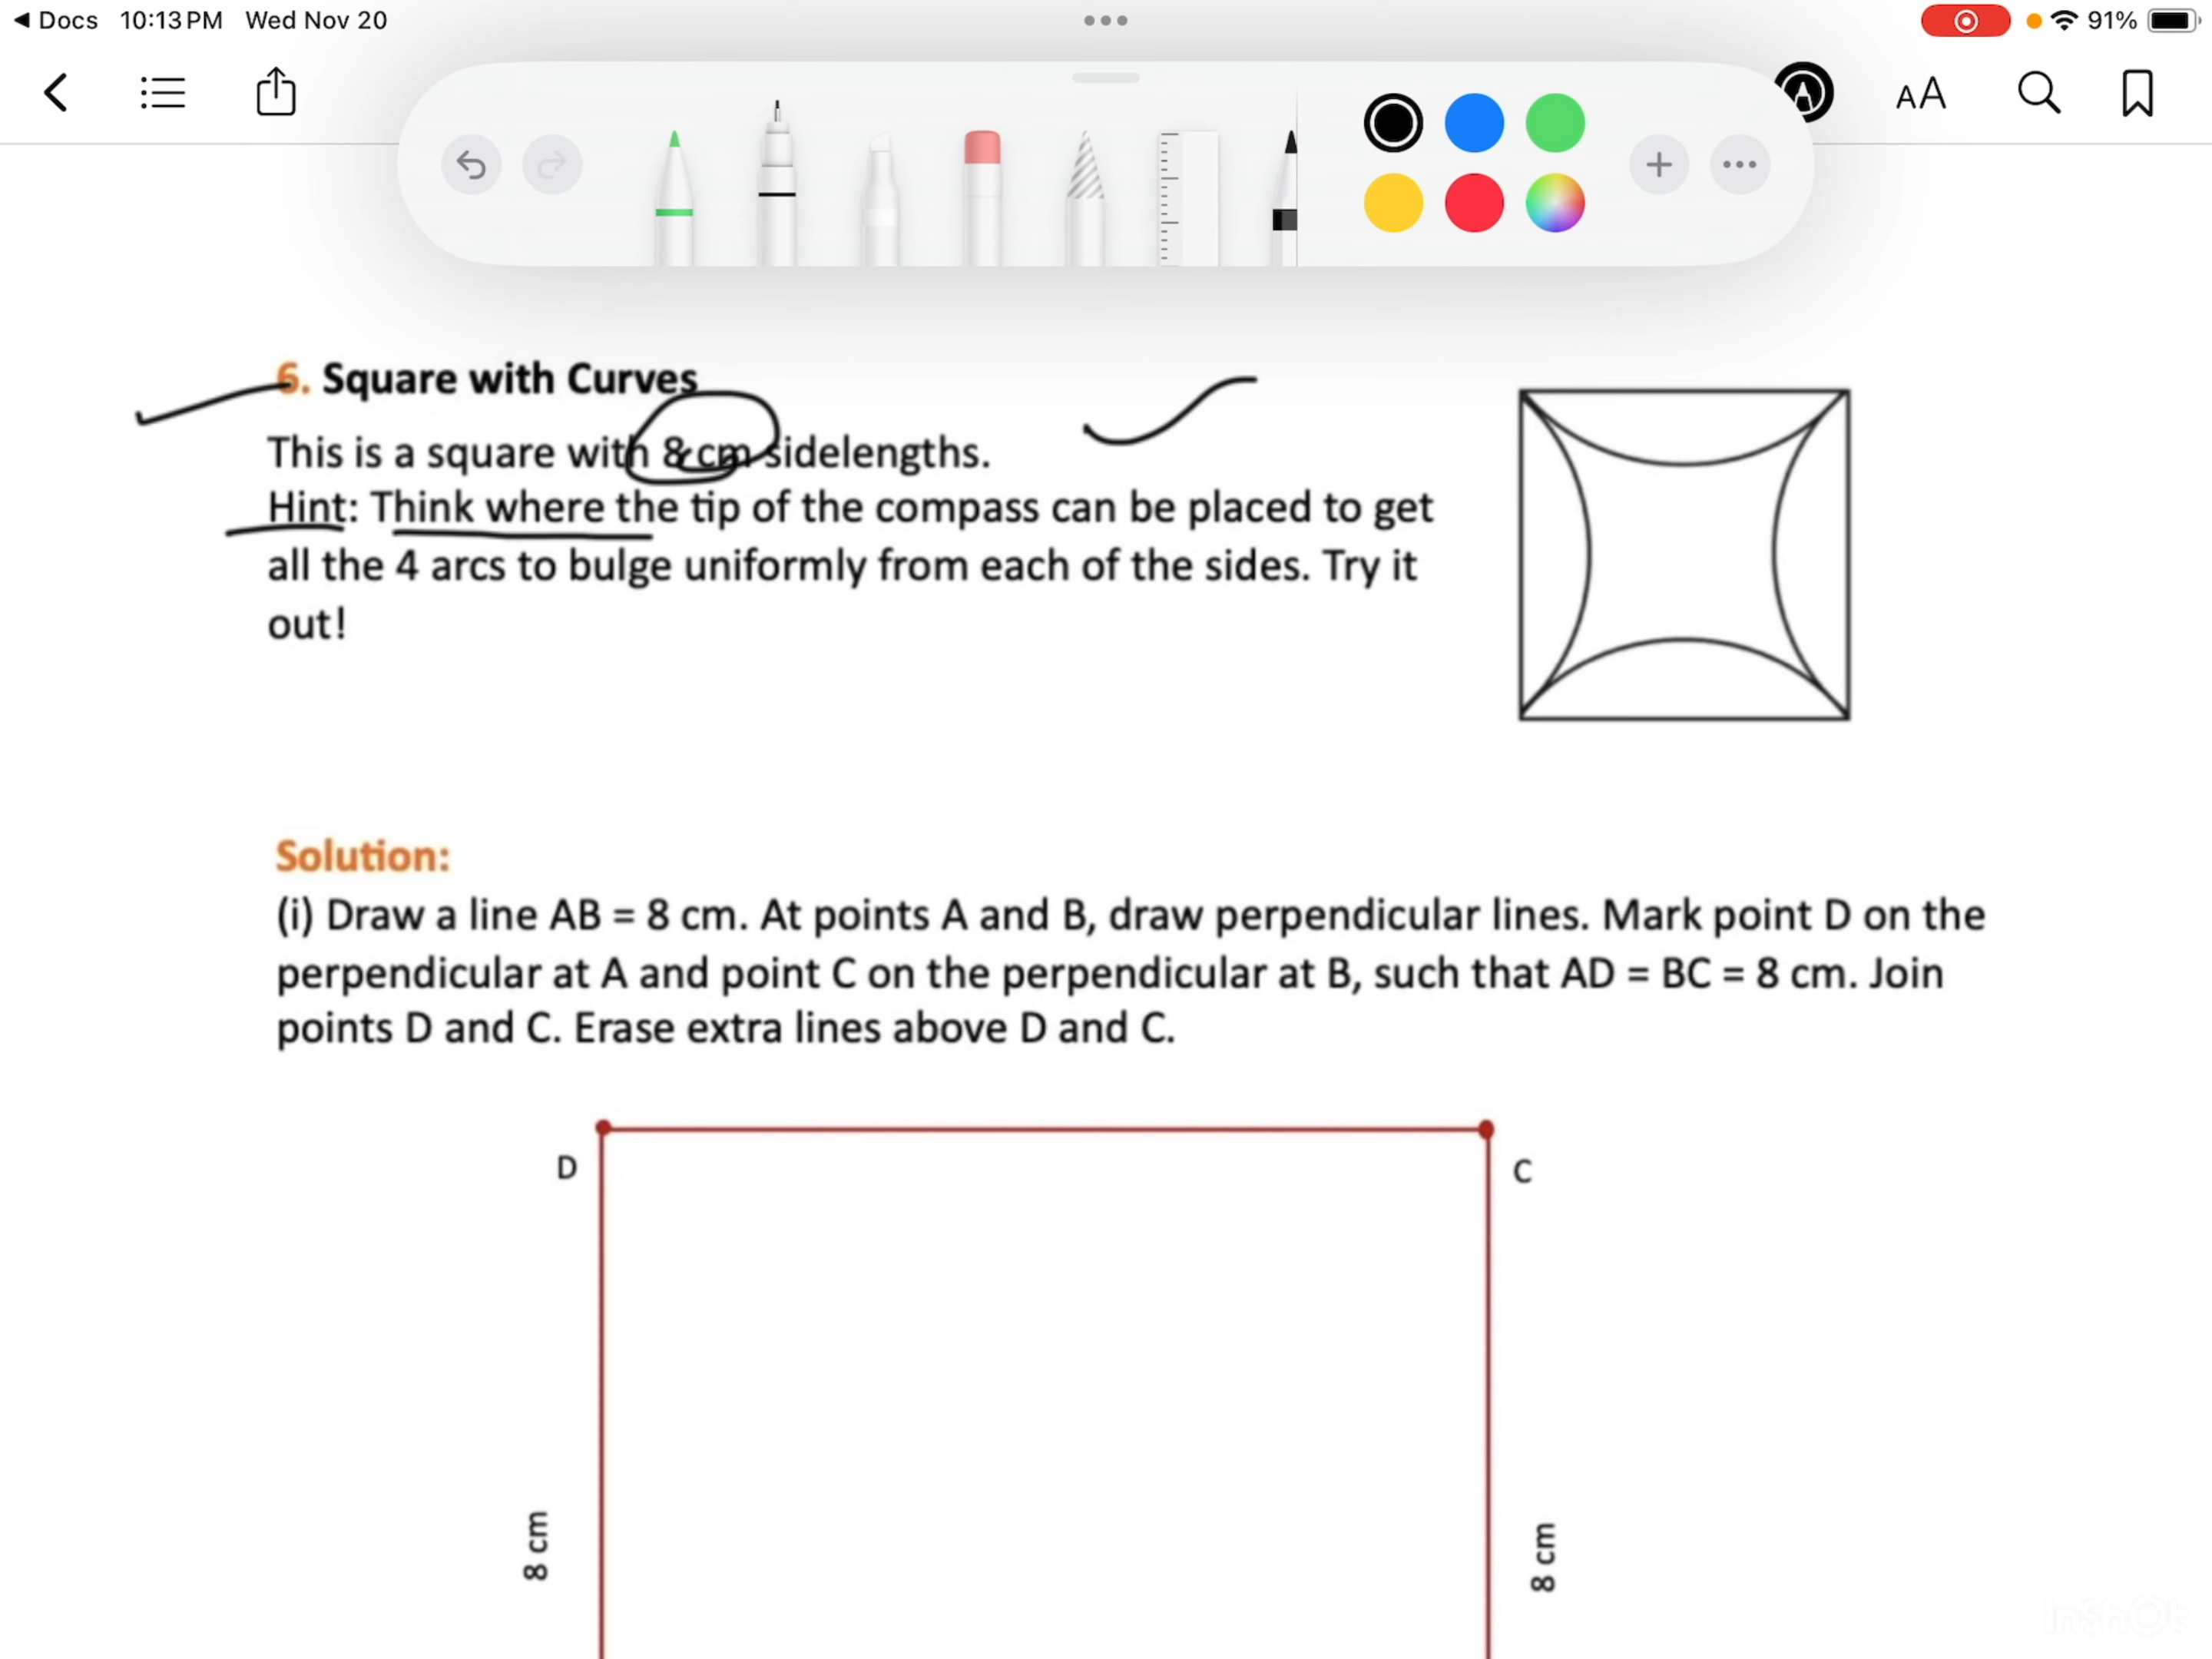 Docs 10:13 PM Wed Nov 20
91%
AA
6. Square with Curves
This is a square with 8 cm sidelengths.
Hint: Think where the tip of the compass can be placed to get
all the 4 arcs to bulge uniformly from each of the sides. Try it
out!
Solution:
(i) Draw a line AB = 8 cm. At points A and B, draw perpendicular lines. Mark point D on the
perpendicular at A and point C on the perpendicular at B, such that AD = BC = 8 cm. Join
points D and C. Erase extra lines above D and C.
D
C
8 cm
8 cm
InShOt